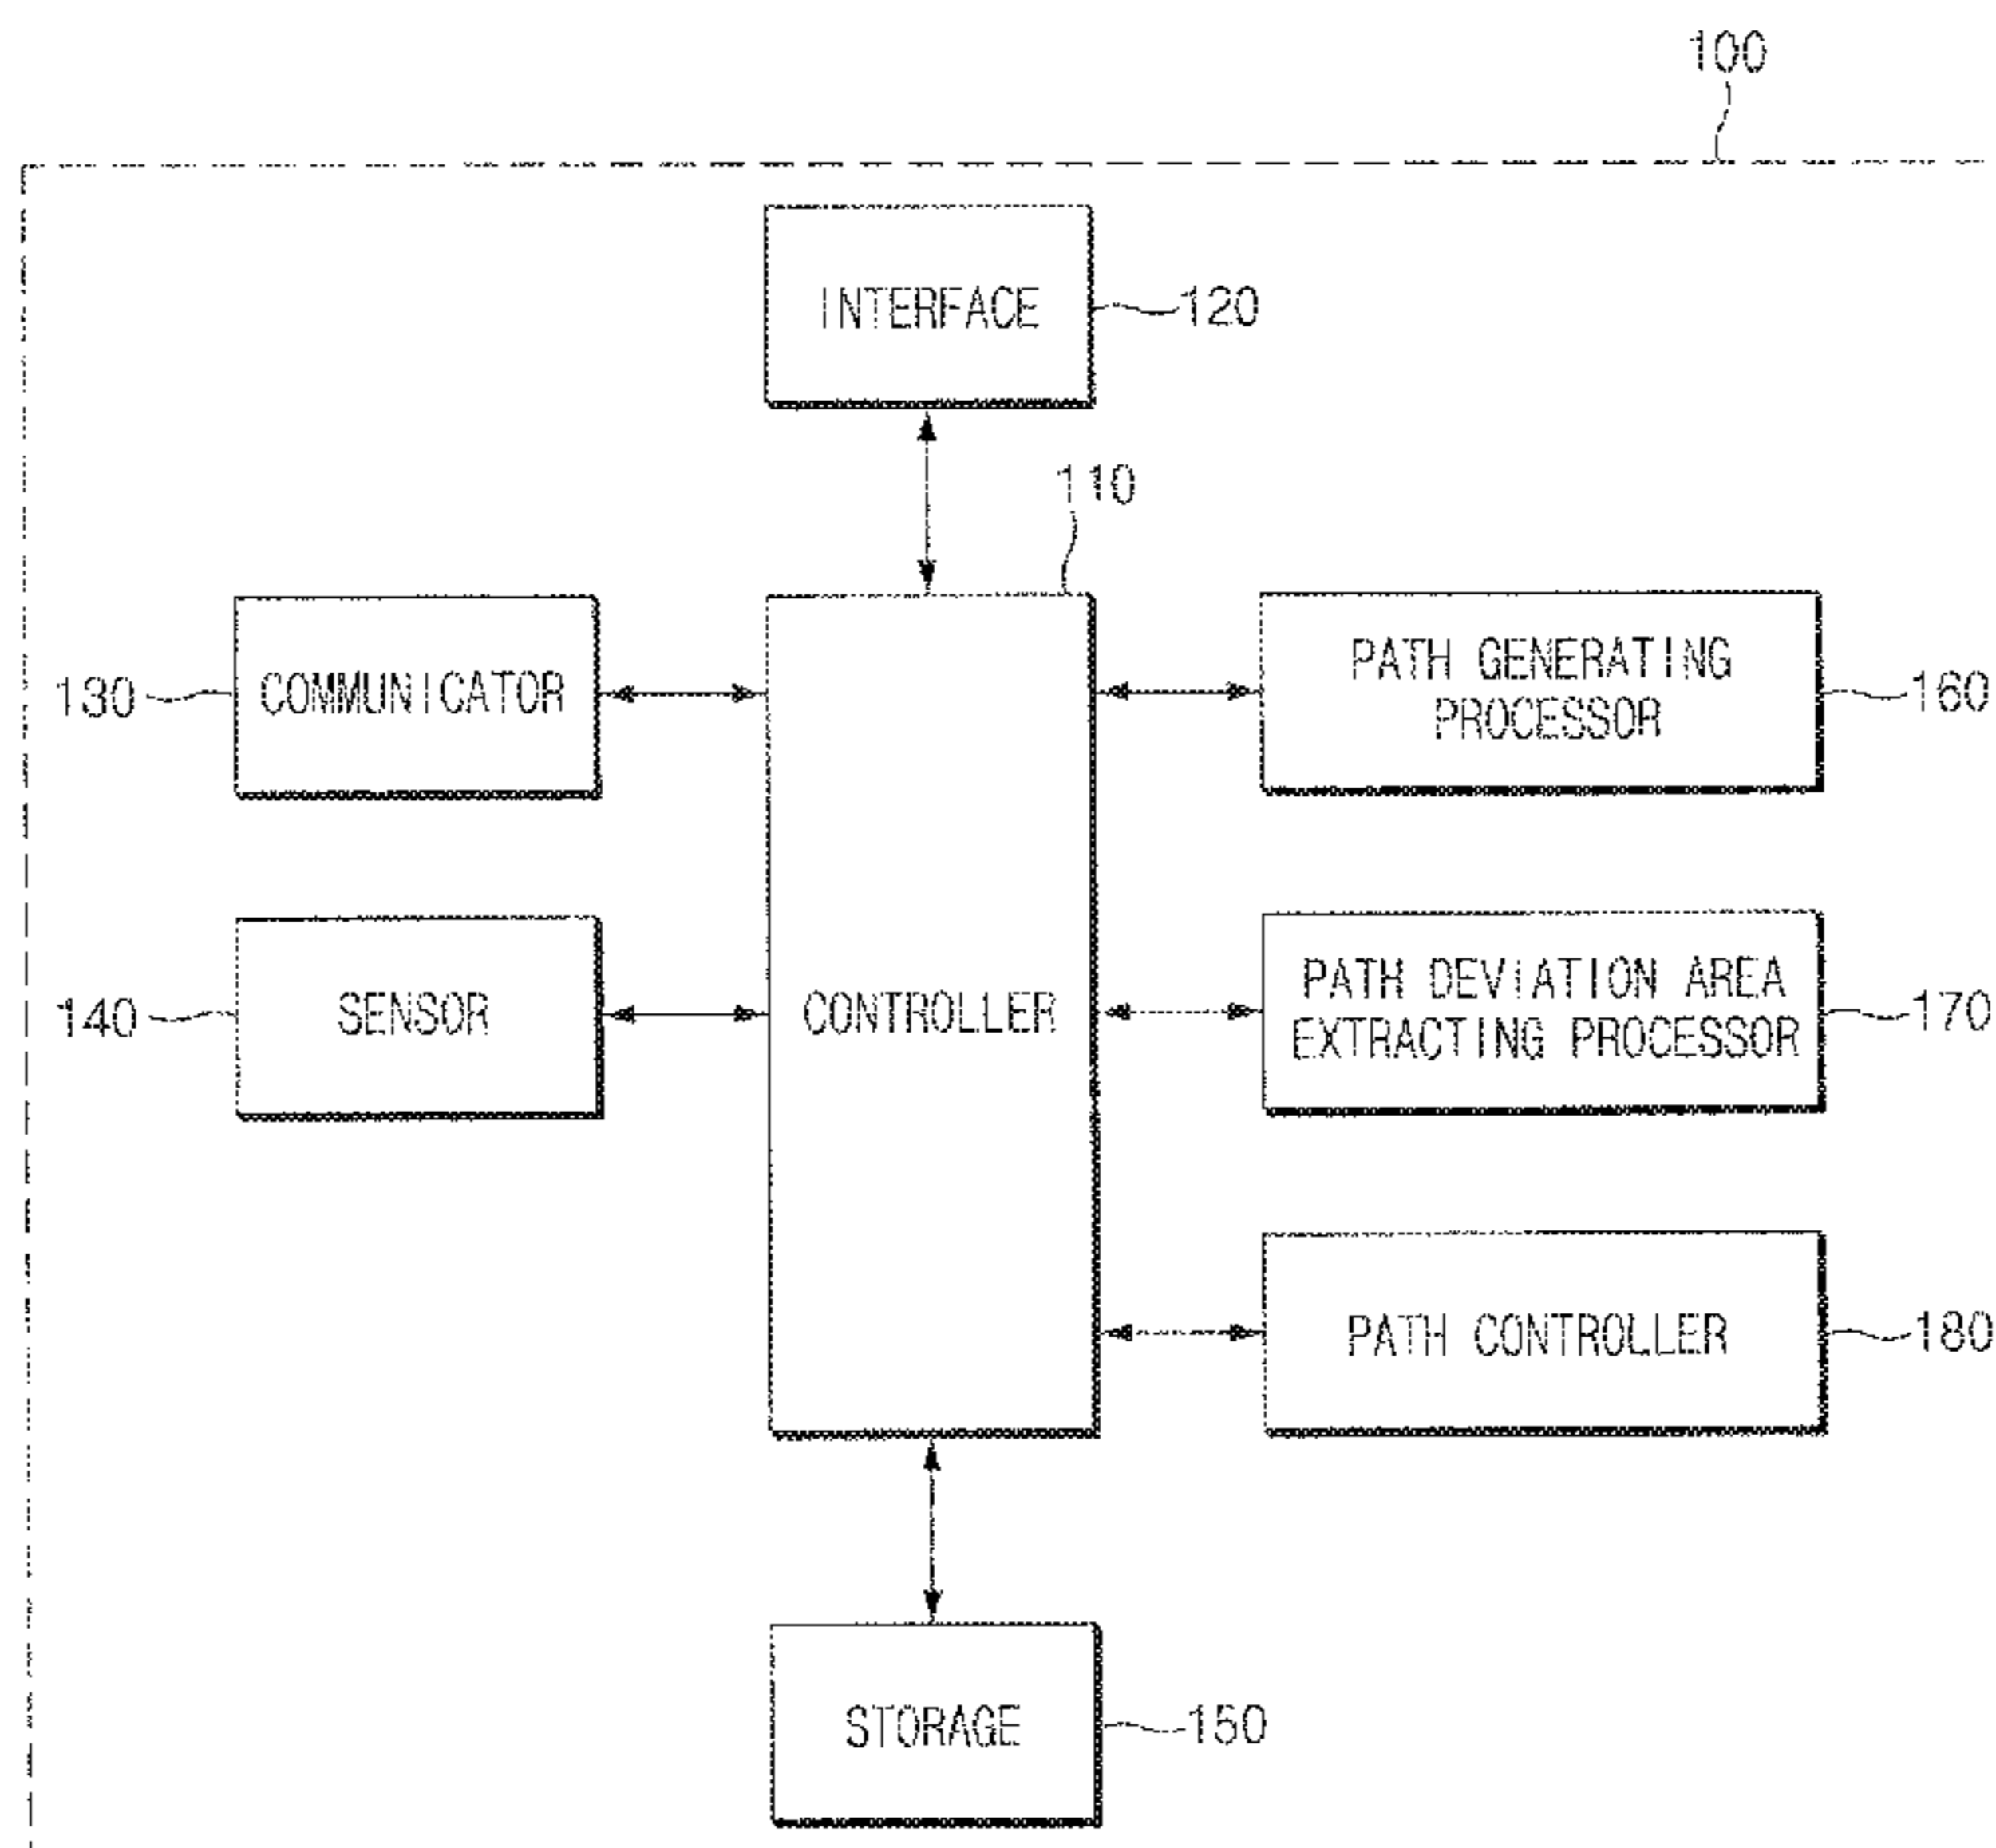 100
INTERFACE
120
110
130
COMMUNICATOR
PATH GENERATING
PROCESSOR
160
140
SENSOR
CONTROLLER
PATH DEVIATION AREA
EXTRACTING PROCESSOR
170
PATH CONTROLLER
180
STORAGE
150